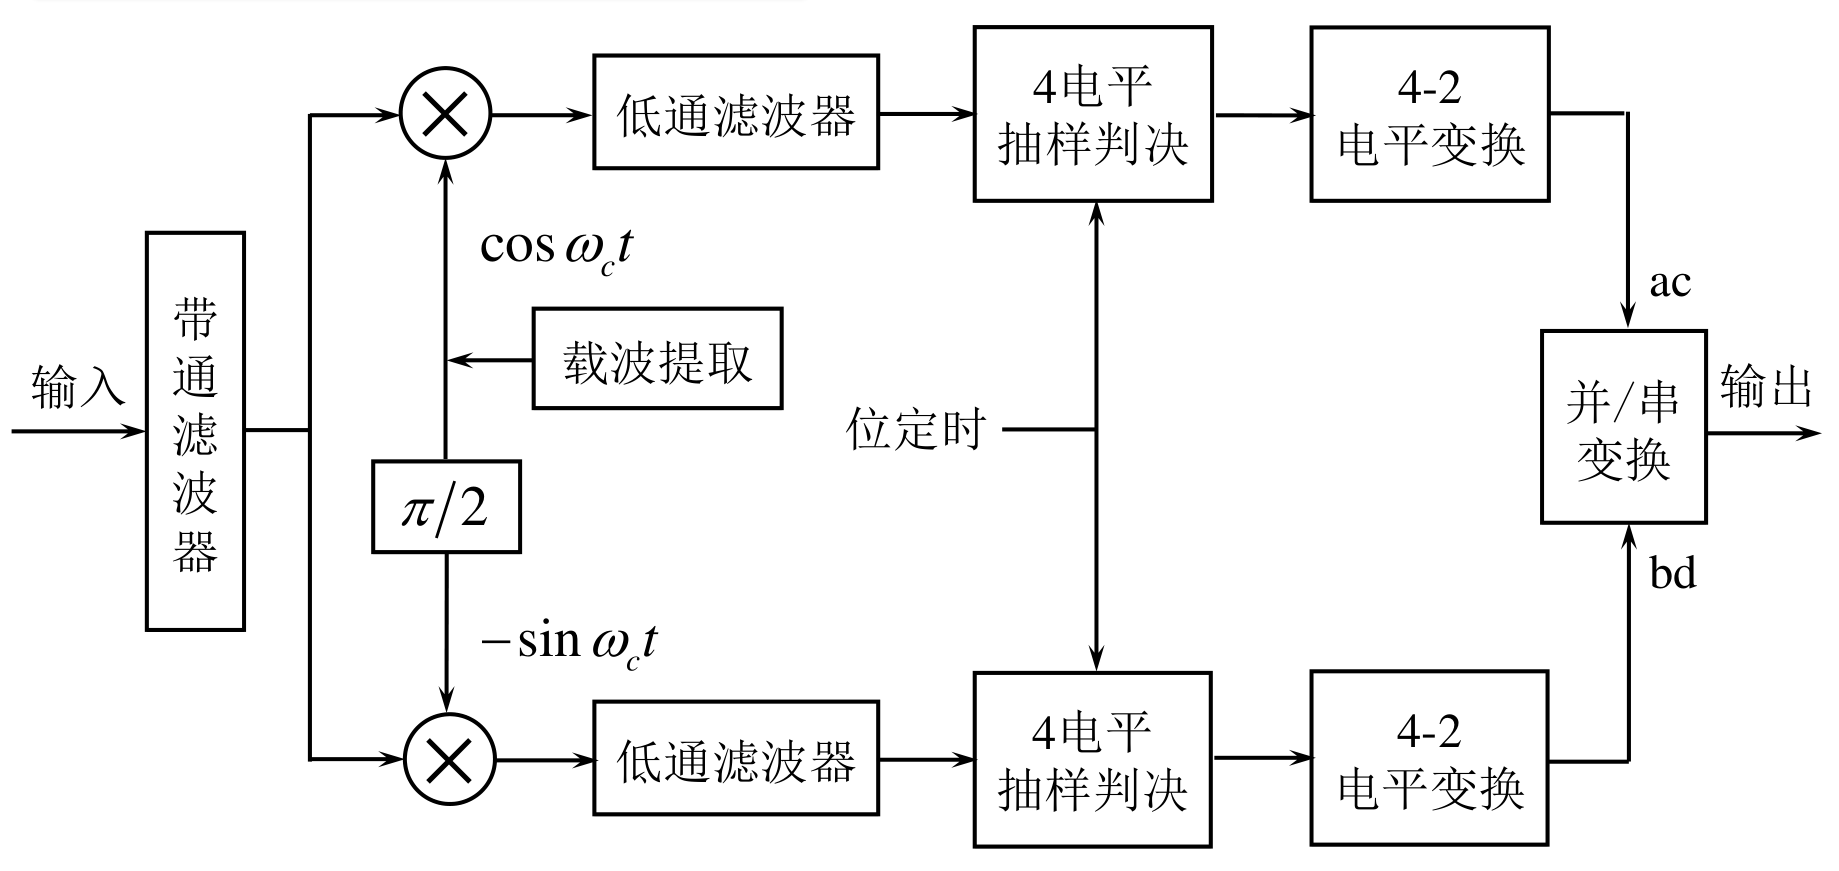 输入
带
通
滤
波
器
cos ω_c t
载波提取
π/2
−sin ω_c t
低通滤波器
4电平
抽样判决
4-2
电平变换
位定时
低通滤波器
4电平
抽样判决
4-2
电平变换
ac
并/串
变换
bd
输出